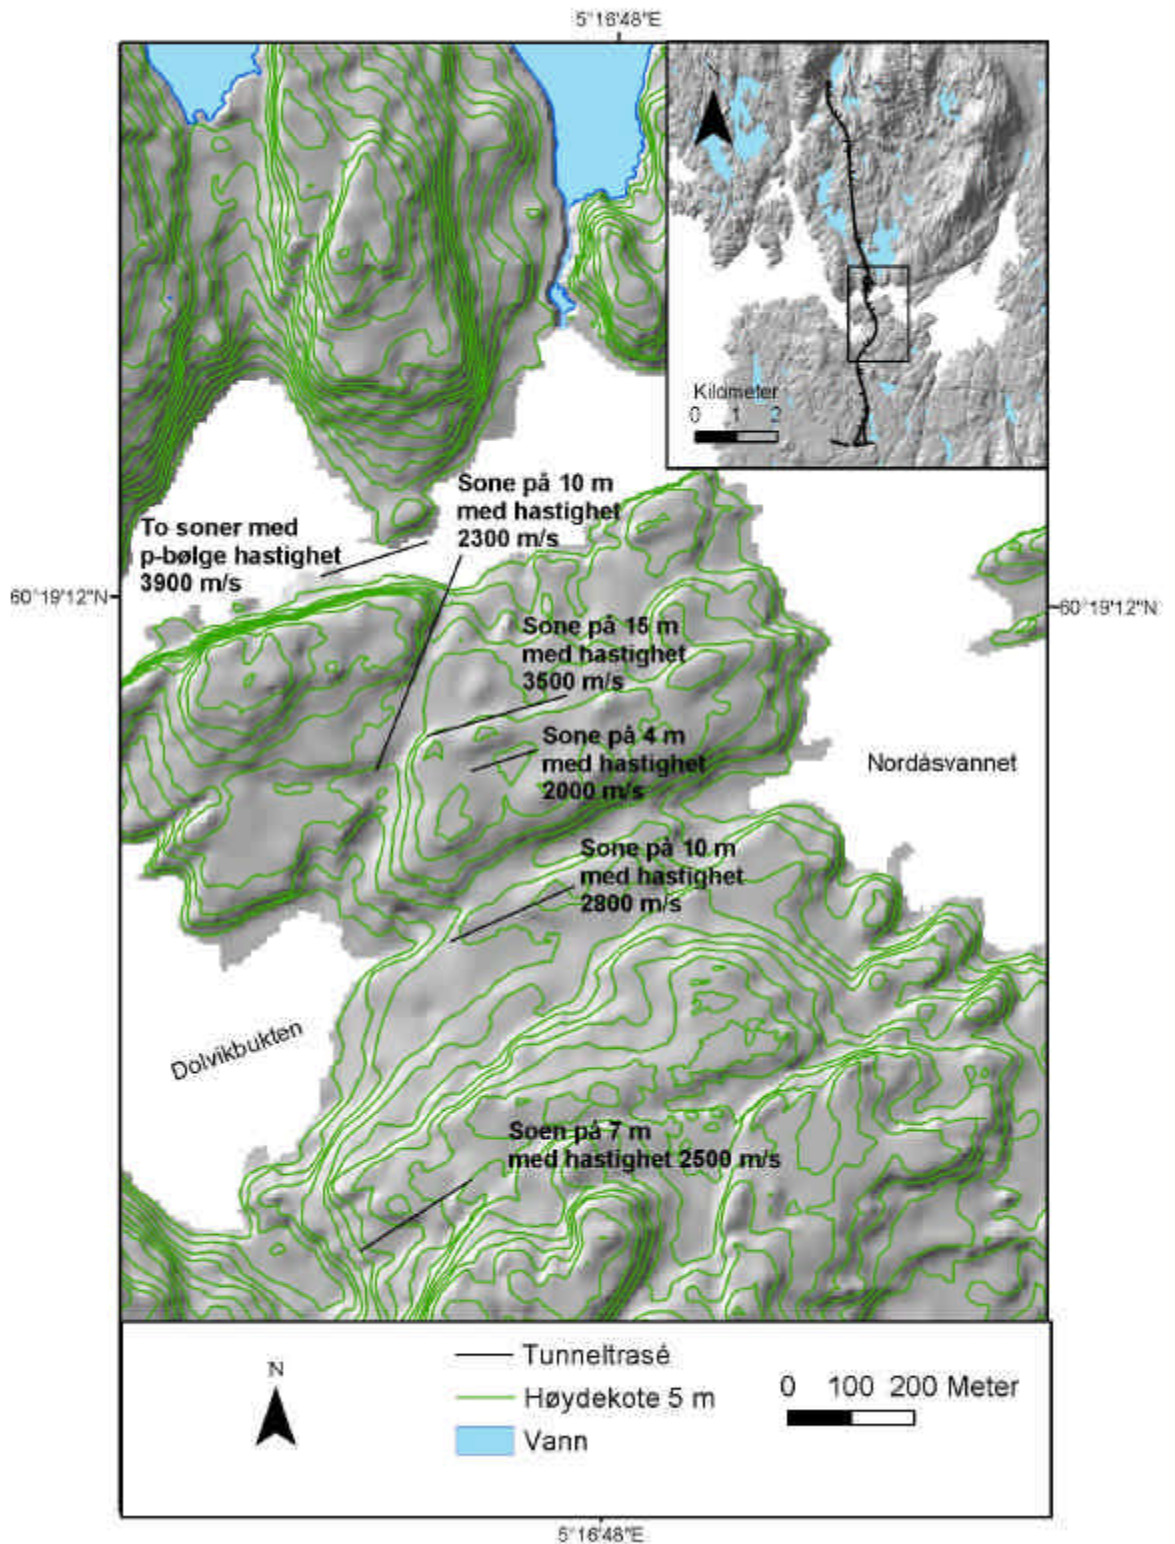 5°16'48"E
Kilometer
0 1 2
Sone på 10 m
med hastighet
2300 m/s
To soner med
p-bølge hastighet
3900 m/s
60°19'12"N
60°19'12"N
Sone på 15 m
med hastighet
3500 m/s
Sone på 4 m
med hastighet
2000 m/s
Nordåsvannet
Sone på 10 m
med hastighet
2800 m/s
Dolvikbukten
Soen på 7 m
med hastighet 2500 m/s
N
Tunneltrasé
Høydekote 5 m
Vann
0 100 200 Meter
5°16'48"E